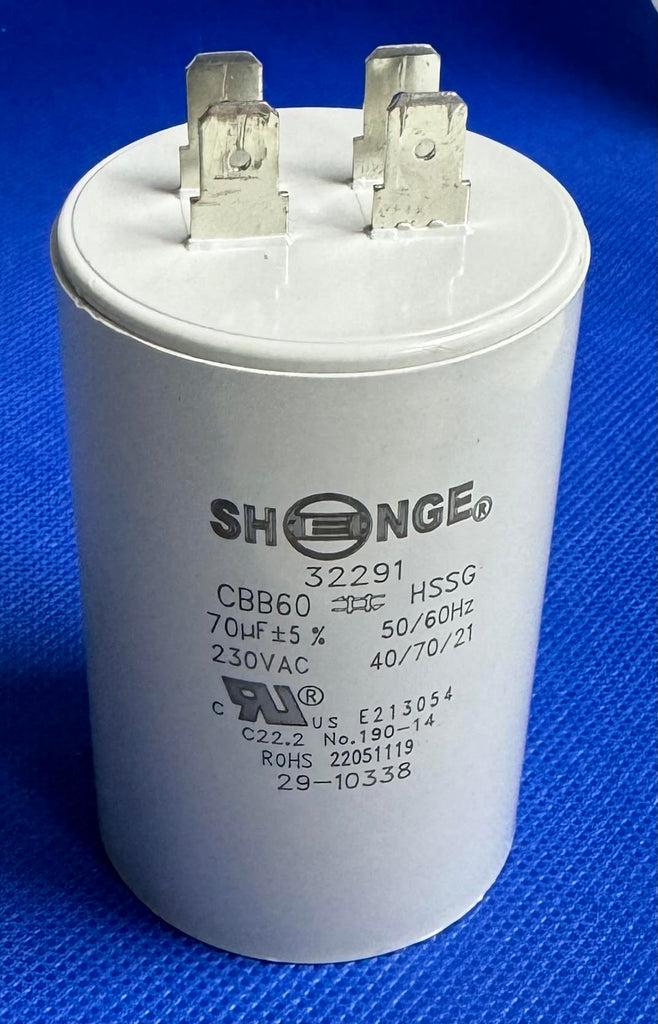 SHENGE®
32291
CBB60 HSSG
70µF±5% 50/60Hz
230VAC 40/70/21
C RU® US E213054
C22.2 No.190-14
ROHS 22051119
29-10338